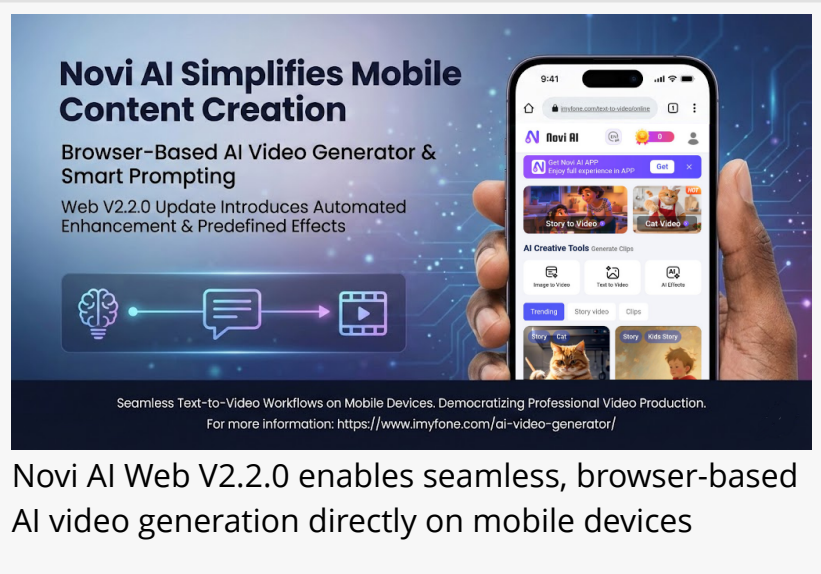 Novi AI Simplifies Mobile
Content Creation
Browser-Based AI Video Generator &
Smart Prompting
Web V2.2.0 Update Introduces Automated
Enhancement & Predefined Effects
9:41
imyfone.com/text-to-video/online
1
Novi AI
EN
0
Get Novi AI APP
Enjoy full experience in APP
Get
Story to Video
HOT
Cat Video
AI Creative Tools Generate Clips
Image to Video
Text to Video
AI
AI Effects
Trending
Story video
Clips
Story
Cat
Story
Kids Story
Seamless Text-to-Video Workflows on Mobile Devices. Democratizing Professional Video Production.
For more information: https://www.imyfone.com/ai-video-generator/
Novi AI Web V2.2.0 enables seamless, browser-based
AI video generation directly on mobile devices